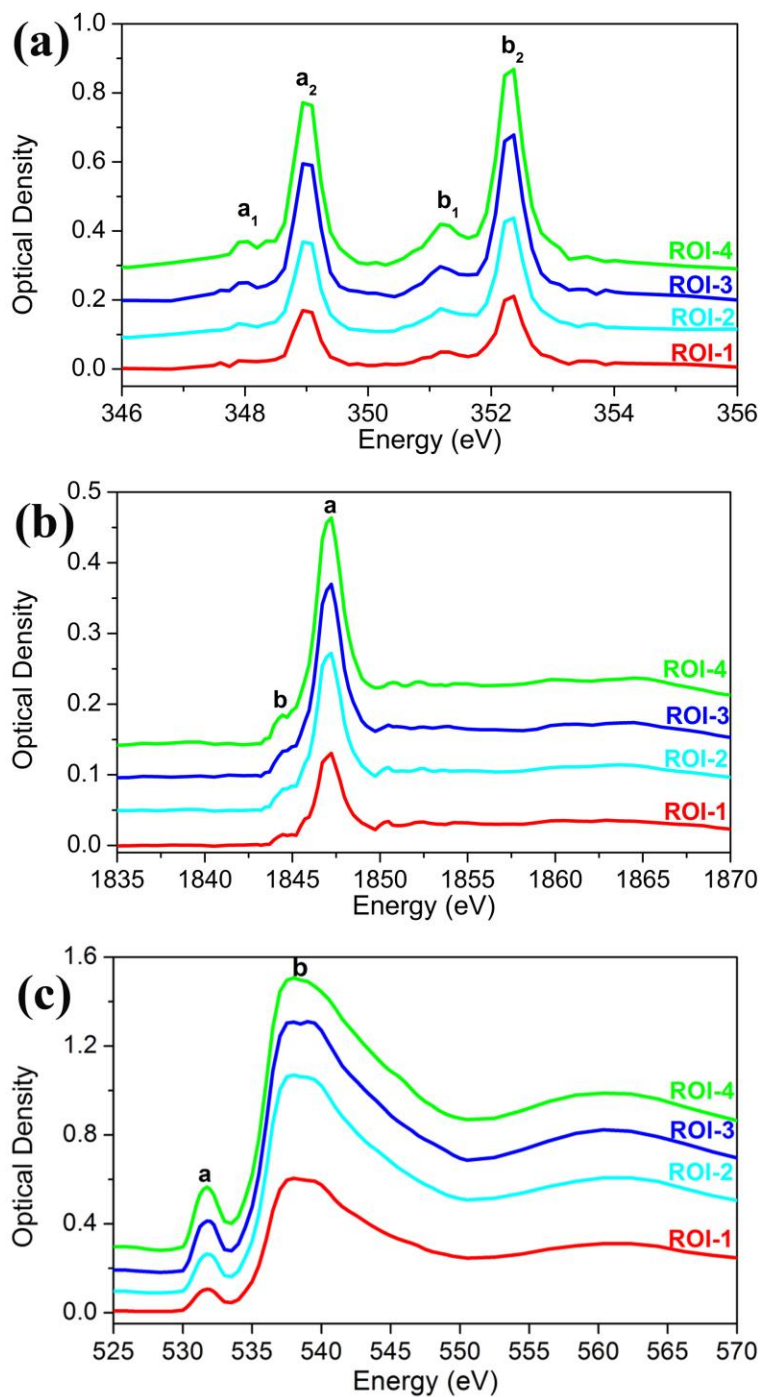 (a)
Optical Density
1.0
0.8
0.6
0.4
0.2
0.0
a2
b2
a1
b1
ROI-4
ROI-3
ROI-2
ROI-1
346 348 350 352 354 356
Energy (eV)
(b)
Optical Density
0.5
0.4
0.3
0.2
0.1
0.0
a
b
ROI-4
ROI-3
ROI-2
ROI-1
1835 1840 1845 1850 1855 1860 1865 1870
Energy (eV)
(c)
Optical Density
1.6
1.2
0.8
0.4
0.0
b
a
ROI-4
ROI-3
ROI-2
ROI-1
525 530 535 540 545 550 555 560 565 570
Energy (eV)